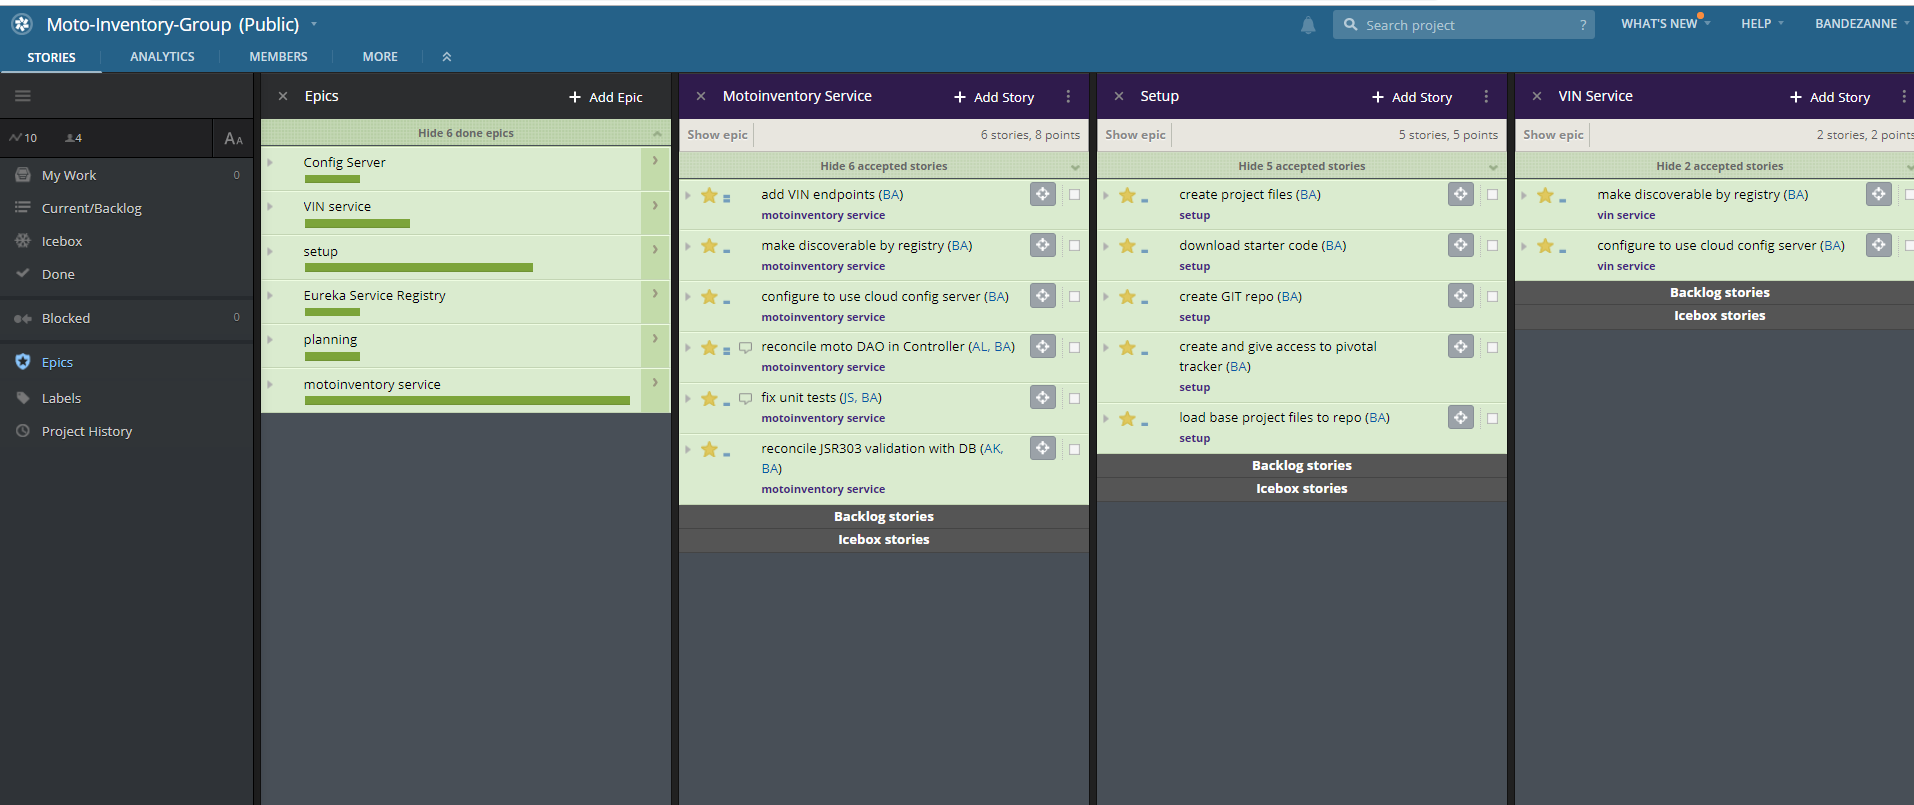 Moto-Inventory-Group (Public)
Search project
?
WHAT'S NEW
HELP
BANDEZANNE
STORIES
ANALYTICS
MEMBERS
MORE
10
4
AA
My Work
0
Current/Backlog
Icebox
Done
Blocked
0
Epics
Labels
Project History
Epics
+ Add Epic
Hide 6 done epics
Config Server
VIN service
setup
Eureka Service Registry
planning
motoinventory service
Motoinventory Service
+ Add Story
Show epic
6 stories, 8 points
Hide 6 accepted stories
add VIN endpoints (BA)
motoinventory service
make discoverable by registry (BA)
motoinventory service
configure to use cloud config server (BA)
motoinventory service
reconcile moto DAO in Controller (AL, BA)
motoinventory service
fix unit tests (JS, BA)
motoinventory service
reconcile JSR303 validation with DB (AK,
BA)
motoinventory service
Backlog stories
Icebox stories
Setup
+ Add Story
Show epic
5 stories, 5 points
Hide 5 accepted stories
create project files (BA)
setup
download starter code (BA)
setup
create GIT repo (BA)
setup
create and give access to pivotal
tracker (BA)
setup
load base project files to repo (BA)
setup
Backlog stories
Icebox stories
VIN Service
+ Add Story
Show epic
2 stories, 2 points
Hide 2 accepted stories
make discoverable by registry (BA)
vin service
configure to use cloud config server (BA)
vin service
Backlog stories
Icebox stories